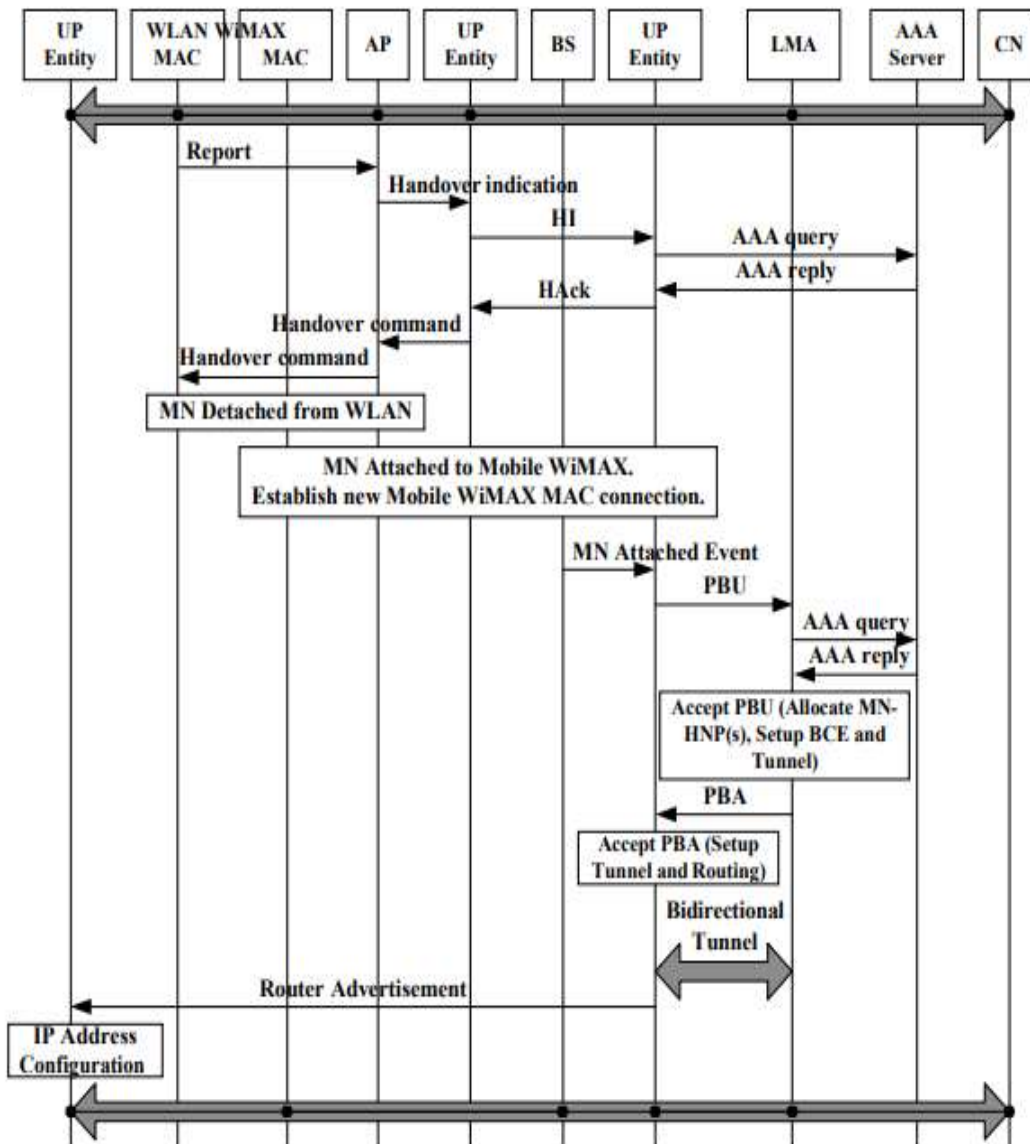 UP
Entity
WLAN WiMAX
MAC
MAC
AP
UP
Entity
BS
UP
Entity
LMA
AAA
Server
CN
Report
Handover indication
HI
AAA query
AAA reply
HAck
Handover command
Handover command
MN Detached from WLAN
MN Attached to Mobile WiMAX.
Establish new Mobile WiMAX MAC connection.
MN Attached Event
PBU
AAA query
AAA reply
Accept PBU (Allocate MN-
HNP(s), Setup BCE and
Tunnel)
PBA
Accept PBA (Setup
Tunnel and Routing)
Bidirectional
Tunnel
Router Advertisement
IP Address
Configuration